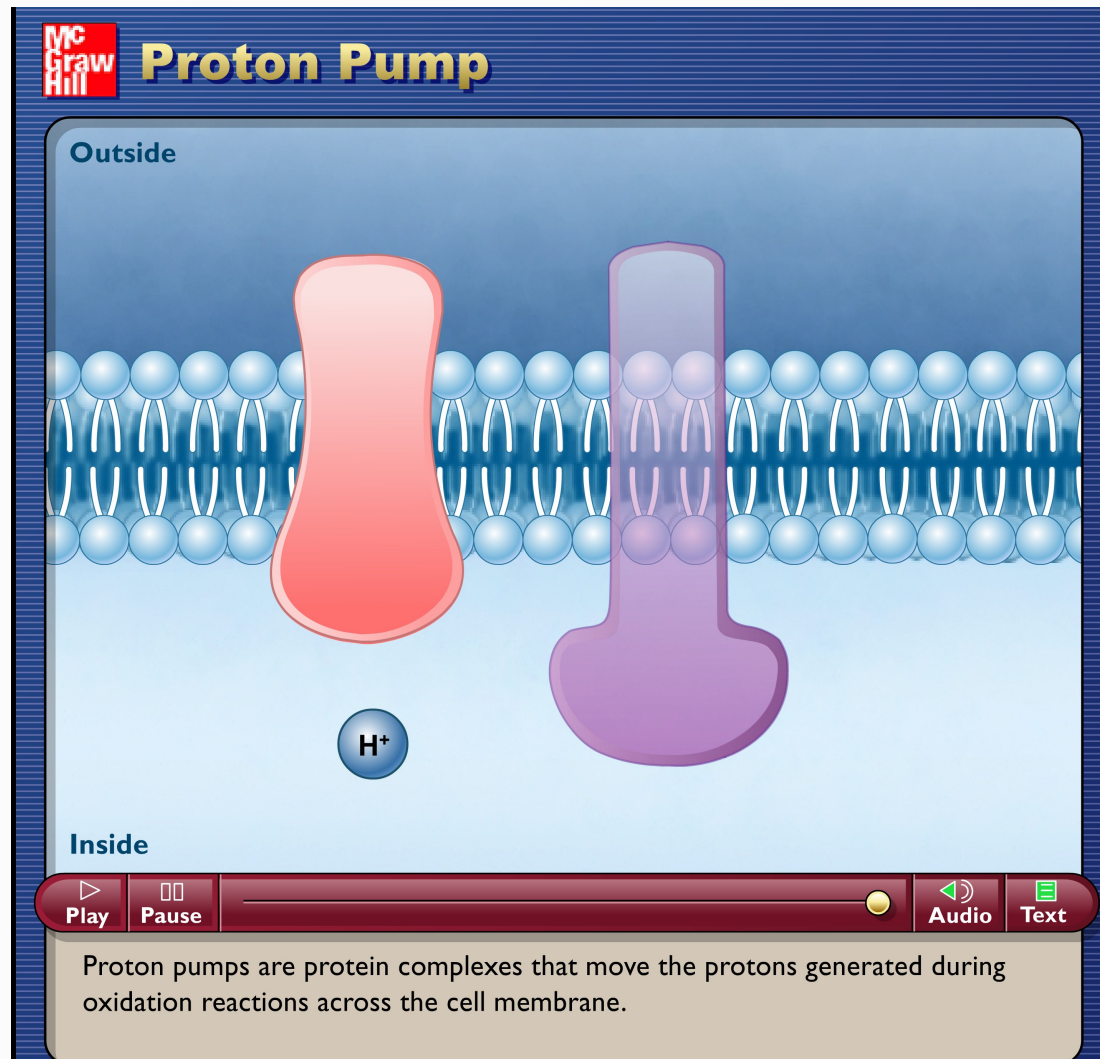 Mc
Graw
Hill
Proton Pump
Outside
H⁺
Inside
Play
Pause
Audio
Text
Proton pumps are protein complexes that move the protons generated during
oxidation reactions across the cell membrane.